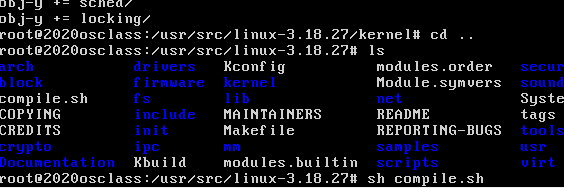 obj-y += sched/
obj-y += locking/
root@2020osclass:/usr/src/linux-3.18.27/kernel# cd ..
root@2020osclass:/usr/src/linux-3.18.27# ls
arch drivers Kconfig modules.order secur
block firmware kernel Module.symvers sound
compile.sh fs lib net Syste
COPYING include MAINTAINERS README tags
CREDITS init Makefile REPORTING-BUGS tools
crypto ipc mm samples usr
Documentation Kbuild modules.builtin scripts virt
root@2020osclass:/usr/src/linux-3.18.27# sh compile.sh